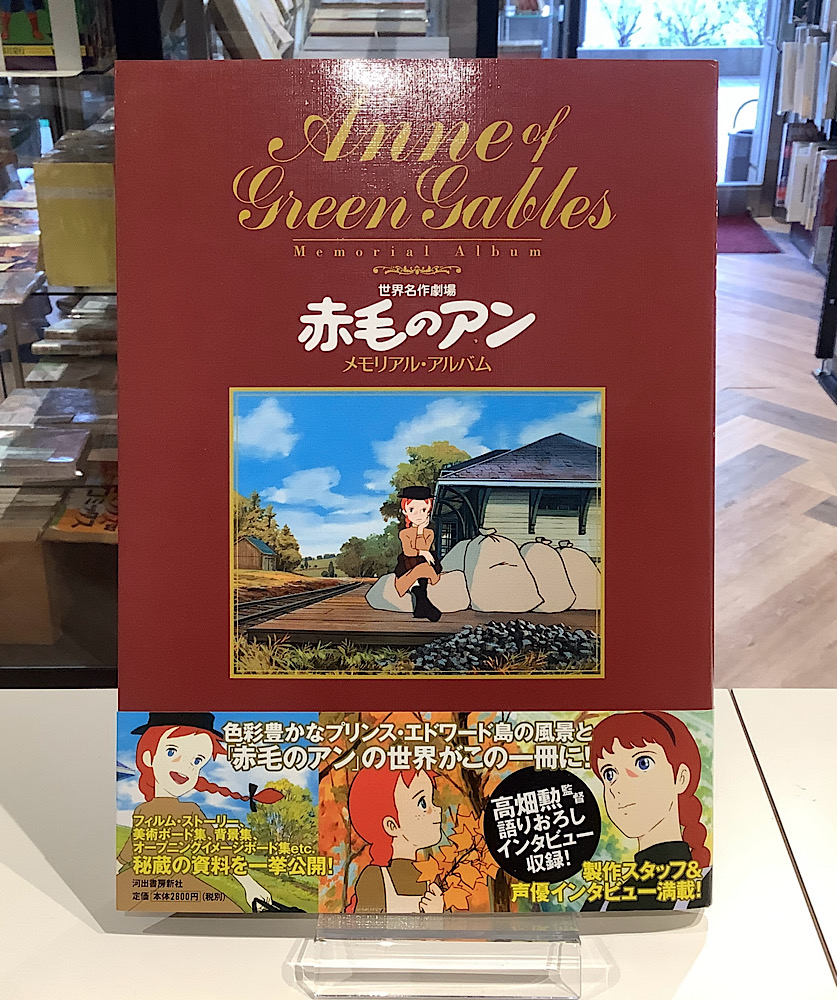 Anne of
Green Gables
Memorial Album
世界名作劇場
赤毛のアン
メモリアル・アルバム
色彩豊かなプリンス・エドワード島の風景と
「赤毛のアン」の世界がこの一冊に!
フィルム・ストーリー、
美術ボード集、背景集、
オープニングイメージボード集etc.
秘蔵の資料を一挙公開!
河出書房新社
定価 本体2800円(税別)
高畑勲監督
語りおろし
インタビュー
収録!
製作スタッフ&
声優インタビュー満載!